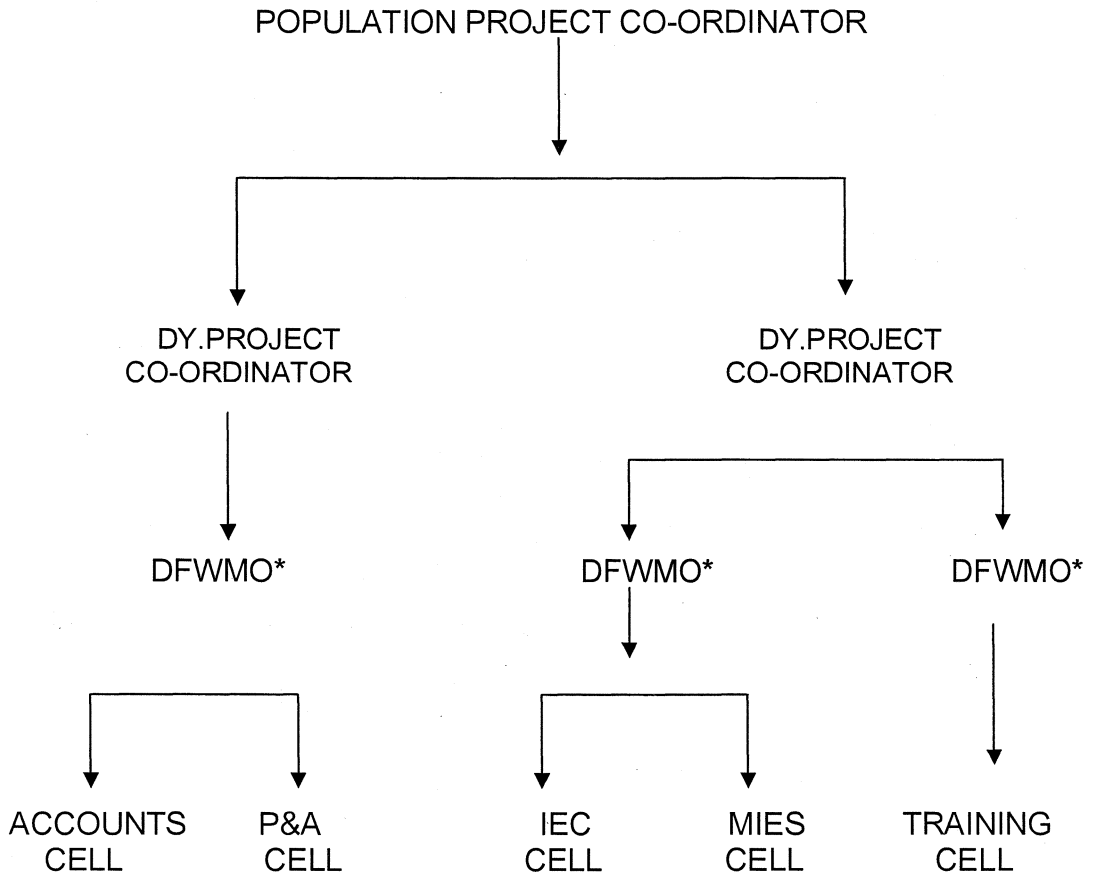 POPULATION PROJECT CO-ORDINATOR
DY.PROJECT
CO-ORDINATOR
DY.PROJECT
CO-ORDINATOR
DFWMO*
DFWMO*
DFWMO*
ACCOUNTS
CELL
P&A
CELL
IEC
CELL
MIES
CELL
TRAINING
CELL